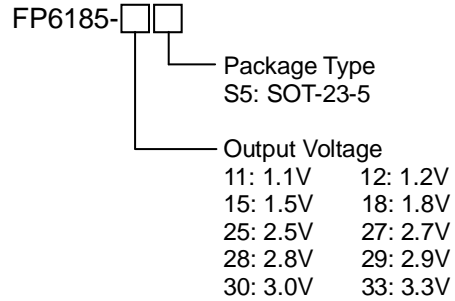 FP6185-□□
Package Type
S5: SOT-23-5
Output Voltage
11: 1.1V 12: 1.2V
15: 1.5V 18: 1.8V
25: 2.5V 27: 2.7V
28: 2.8V 29: 2.9V
30: 3.0V 33: 3.3V